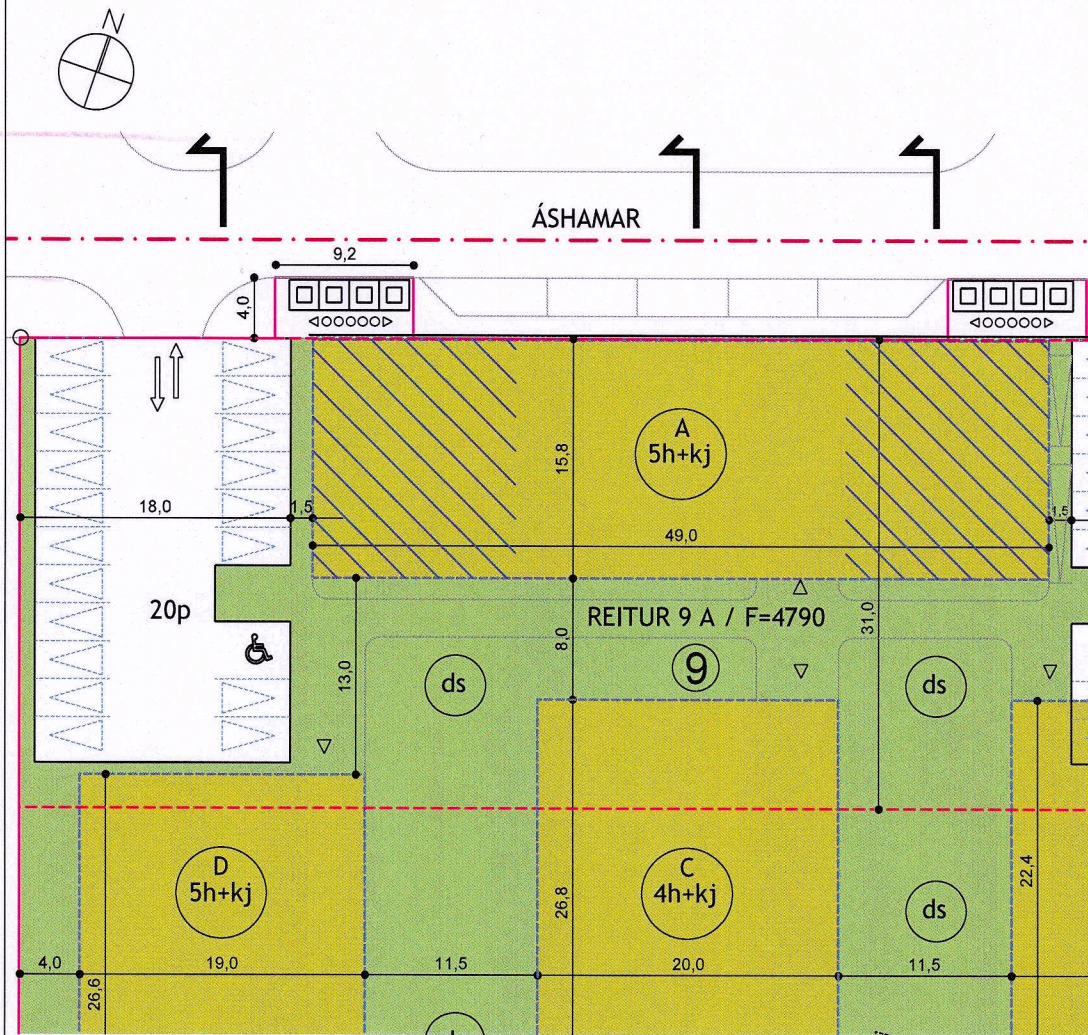 N
ÁSHAMAR
9,2
4,0
A
5h+kj
15,8
18,0
1,5
1,5
49,0
20p
REITUR 9 A / F=4790
8,0
31,0
13,0
9
ds
ds
D
5h+kj
C
4h+kj
22,4
26,8
ds
4,0
19,0
11,5
20,0
11,5
26,6